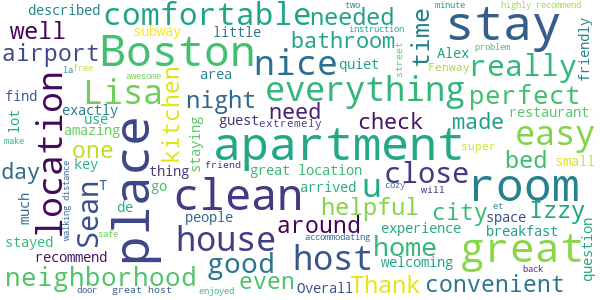 described
comfortable
needed
stay
two
minute
highly recommend
instruction
well
subway
little
bathroom
time
Alex
problem
friendly
airport
Boston
nice
quiet
street
Fenway
really
la
free
awesome
area
find
exactly
Lisa
kitchen
night
everything
perfect
lot
use
guest
need
check
made
restaurant
make
amazing
extremely
super
easy
location
one
staying
apartment
bed
small
key
friend
thing
great location
close
cozy
will
day
walking distance
place
T
go
arrived
u
room
much
Sean
de
clean
helpful
city
et
Izzy
people
around
experience
space
breakfast
question
stayed
safe
house
host
accommodating
home
welcoming
back
great
recommend
good
even
Overall
Thank
convenient
neighborhood
door
great host
enjoyed